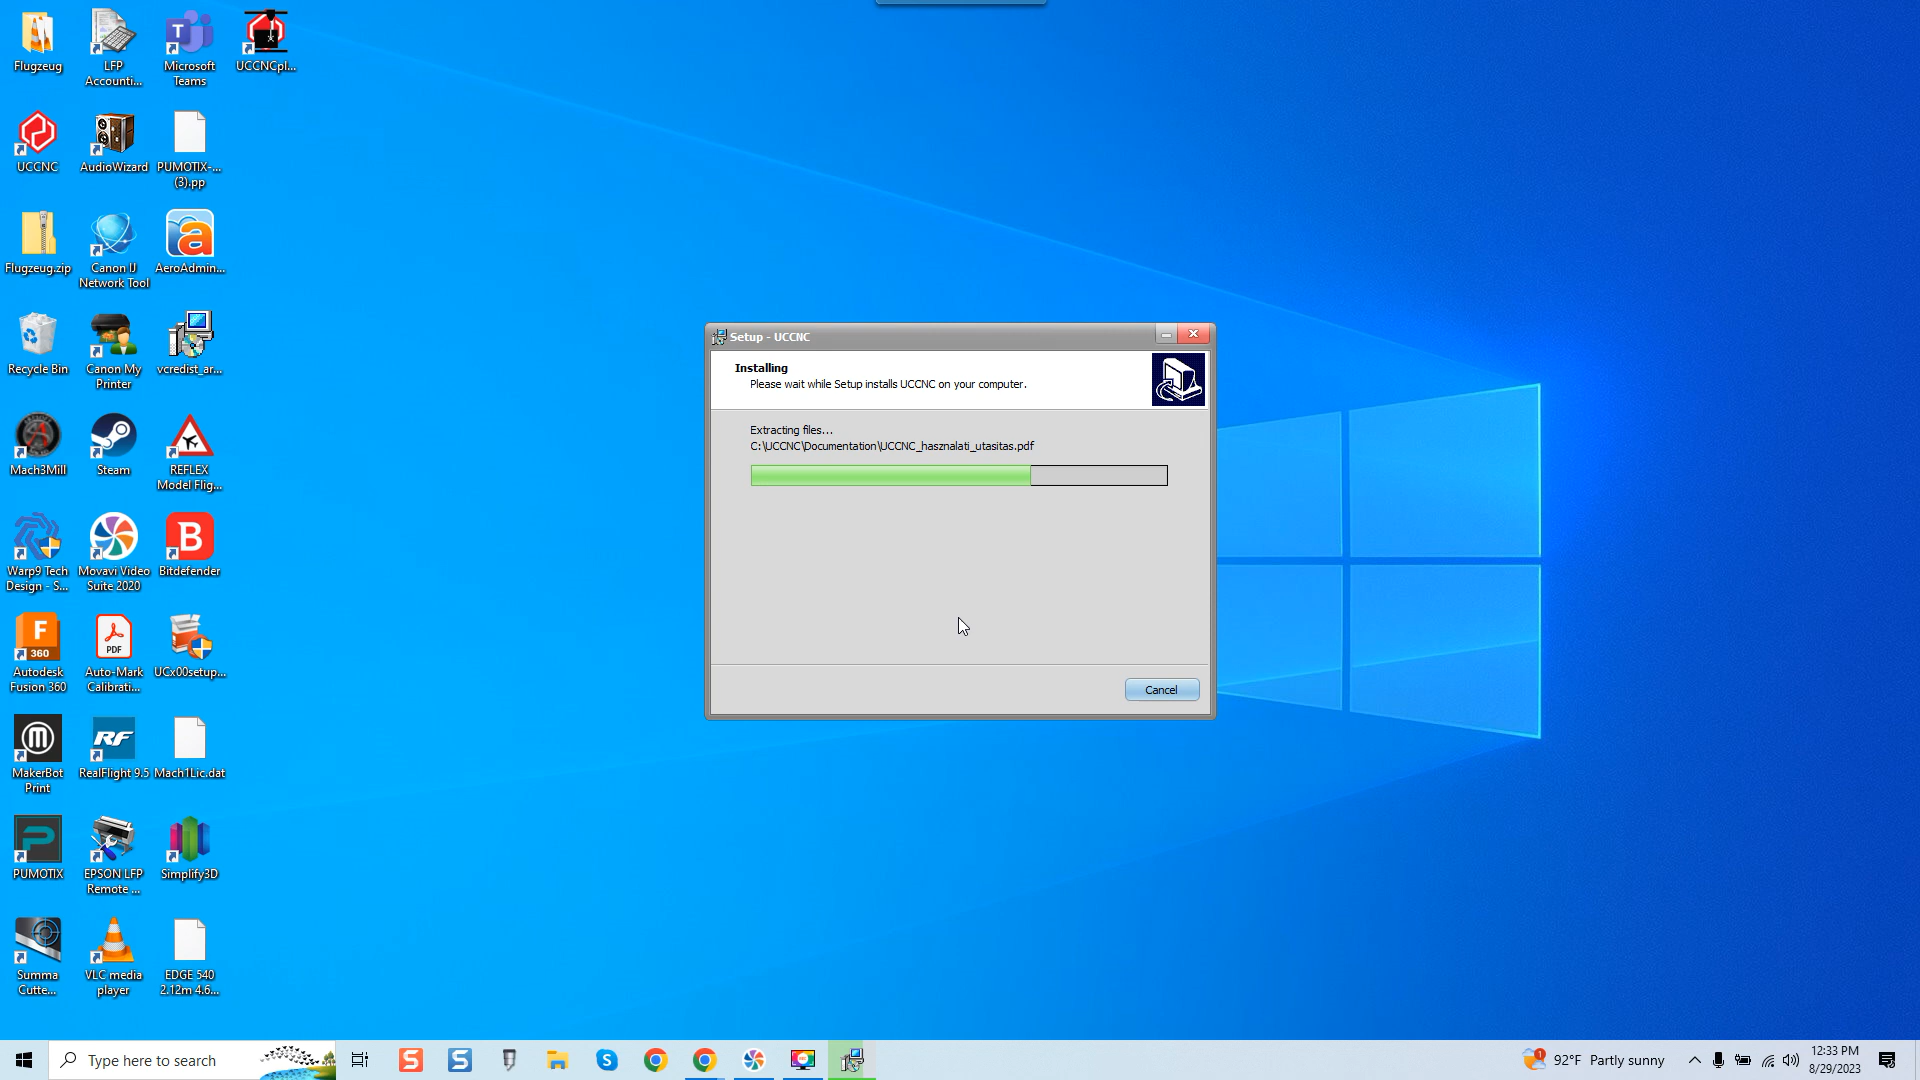 Flugzeug
LFP
Accounti...
Microsoft
Teams
UCCNCpl...
UCCNC
AudioWizard
PUMOTIX-...
(3).pp
Flugzeug.zip
Canon IJ
Network Tool
AeroAdmin...
Recycle Bin
Canon My
Printer
vcredist_ar...
Mach3Mill
Steam
REFLEX
Model Flig...
Warp9 Tech
Design - S...
Movavi Video
Suite 2020
B
Bitdefender
F
360
Autodesk
Fusion 360
PDF
Auto-Mark
Calibrati...
UCx00setup...
MakerBot
Print
RF
RealFlight 9.5
Mach1Lic.dat
PUMOTIX
EPSON LFP
Remote ...
Simplify3D
Summa
Cutte...
VLC media
player
EDGE 540
2.12m 4.6...
Setup - UCCNC
Installing
Please wait while Setup installs UCCNC on your computer.
Extracting files...
C:\UCCNC\Documentation\UCCNC_hasznalati_utasitas.pdf
Cancel
Type here to search
S
S
92°F Partly sunny
12:33 PM
8/29/2023